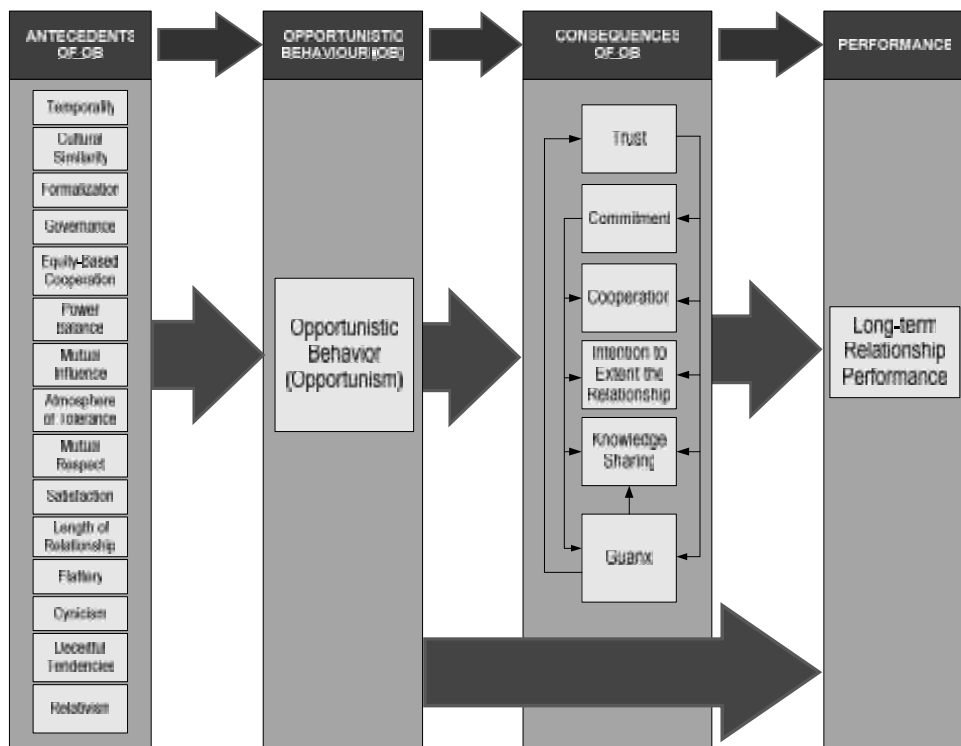 ANTECEDENTS
OF OB
OPPORTUNISTIC
BEHAVIOUR(OB)
CONSEQUENCES
OF OB
PERFORMANCE
Temporality
Cultural
Similarity
Formalization
Governance
Equity-Based
Cooperation
Power
Balance
Mutual
Influence
Atmosphere
of Tolerance
Mutual
Respect
Satisfaction
Length of
Relationship
Flattery
Cynicism
Deceitful
Tendencies
Relativism
Opportunistic
Behavior
(Opportunism)
Trust
Commitment
Cooperation
Intention to
Extent the
Relationship
Knowledge
Sharing
Guanxi
Long-term
Relationship
Performance